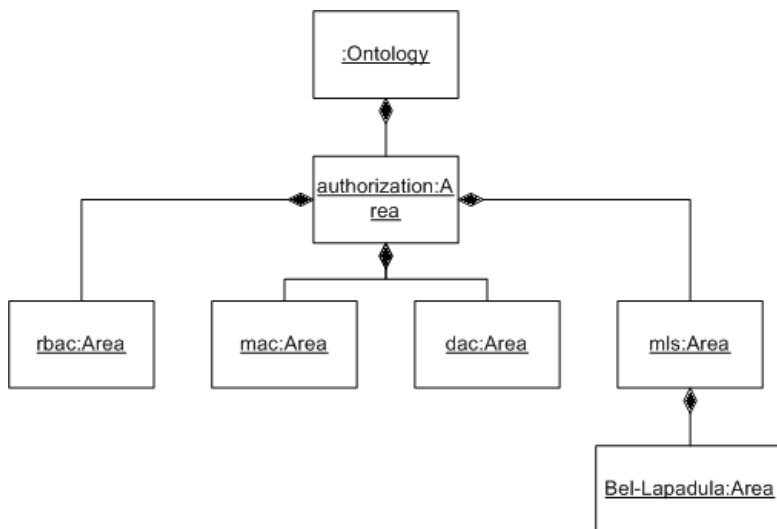 :Ontology
authorization:A
rea
rbac:Area
mac:Area
dac:Area
mls:Area
Bel-Lapadula:Area